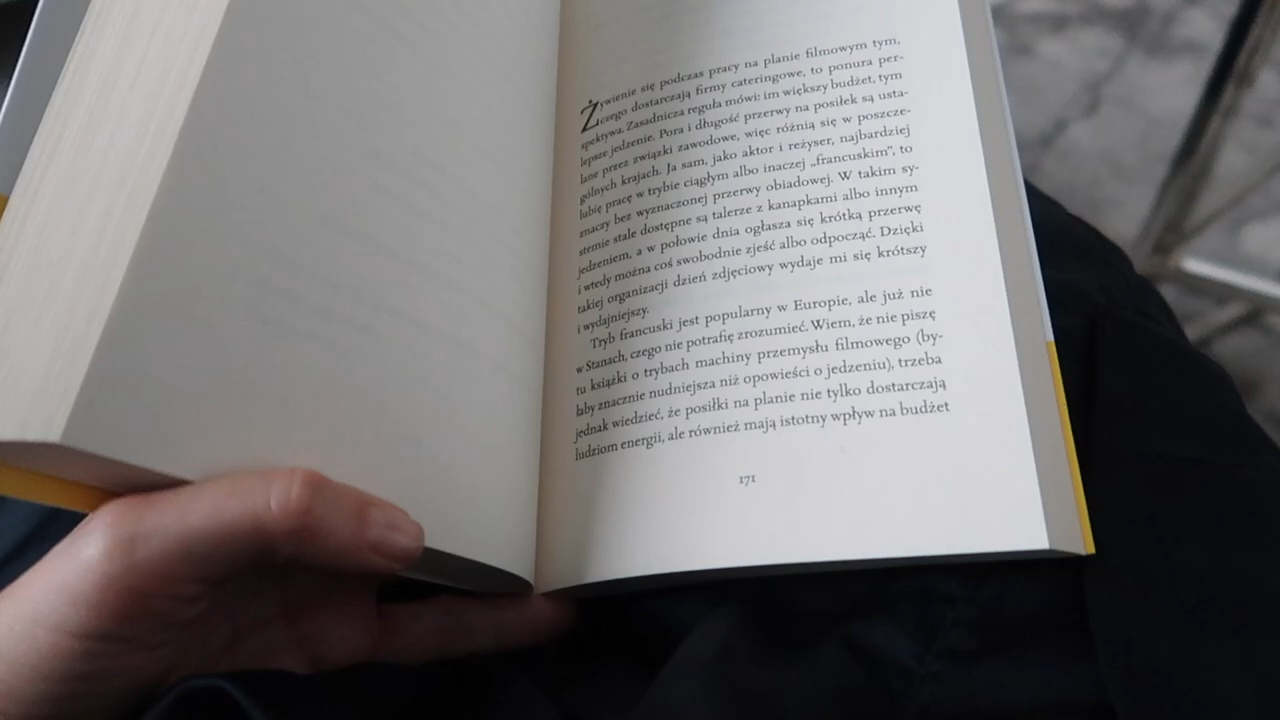 Żywienie się podczas pracy na planie filmowym tym,
czego dostarczają firmy cateringowe, to ponura per-
spektywa. Zasadnicza reguła mówi: im większy budżet, tym
lepsze jedzenie. Pora i długość przerwy na posiłek są usta-
lane przez związki zawodowe, więc różnią się w poszcze-
gólnych krajach. Ja sam, jako aktor i reżyser, najbardziej
lubię pracę w trybie ciągłym albo inaczej „francuskim”, to
znaczy bez wyznaczonej przerwy obiadowej. W takim sy-
stemie stale dostępne są talerze z kanapkami albo innym
jedzeniem, a w połowie dnia ogłasza się krótką przerwę
i wtedy można coś swobodnie zjeść albo odpocząć. Dzięki
takiej organizacji dzień zdjęciowy wydaje mi się krótszy
i wydajniejszy.
Tryb francuski jest popularny w Europie, ale już nie
w Stanach, czego nie potrafię zrozumieć. Wiem, że nie piszę
tu książki o trybach machiny przemysłu filmowego (by-
łaby znacznie nudniejsza niż opowieści o jedzeniu), trzeba
jednak wiedzieć, że posiłki na planie nie tylko dostarczają
ludziom energii, ale również mają istotny wpływ na budżet
171